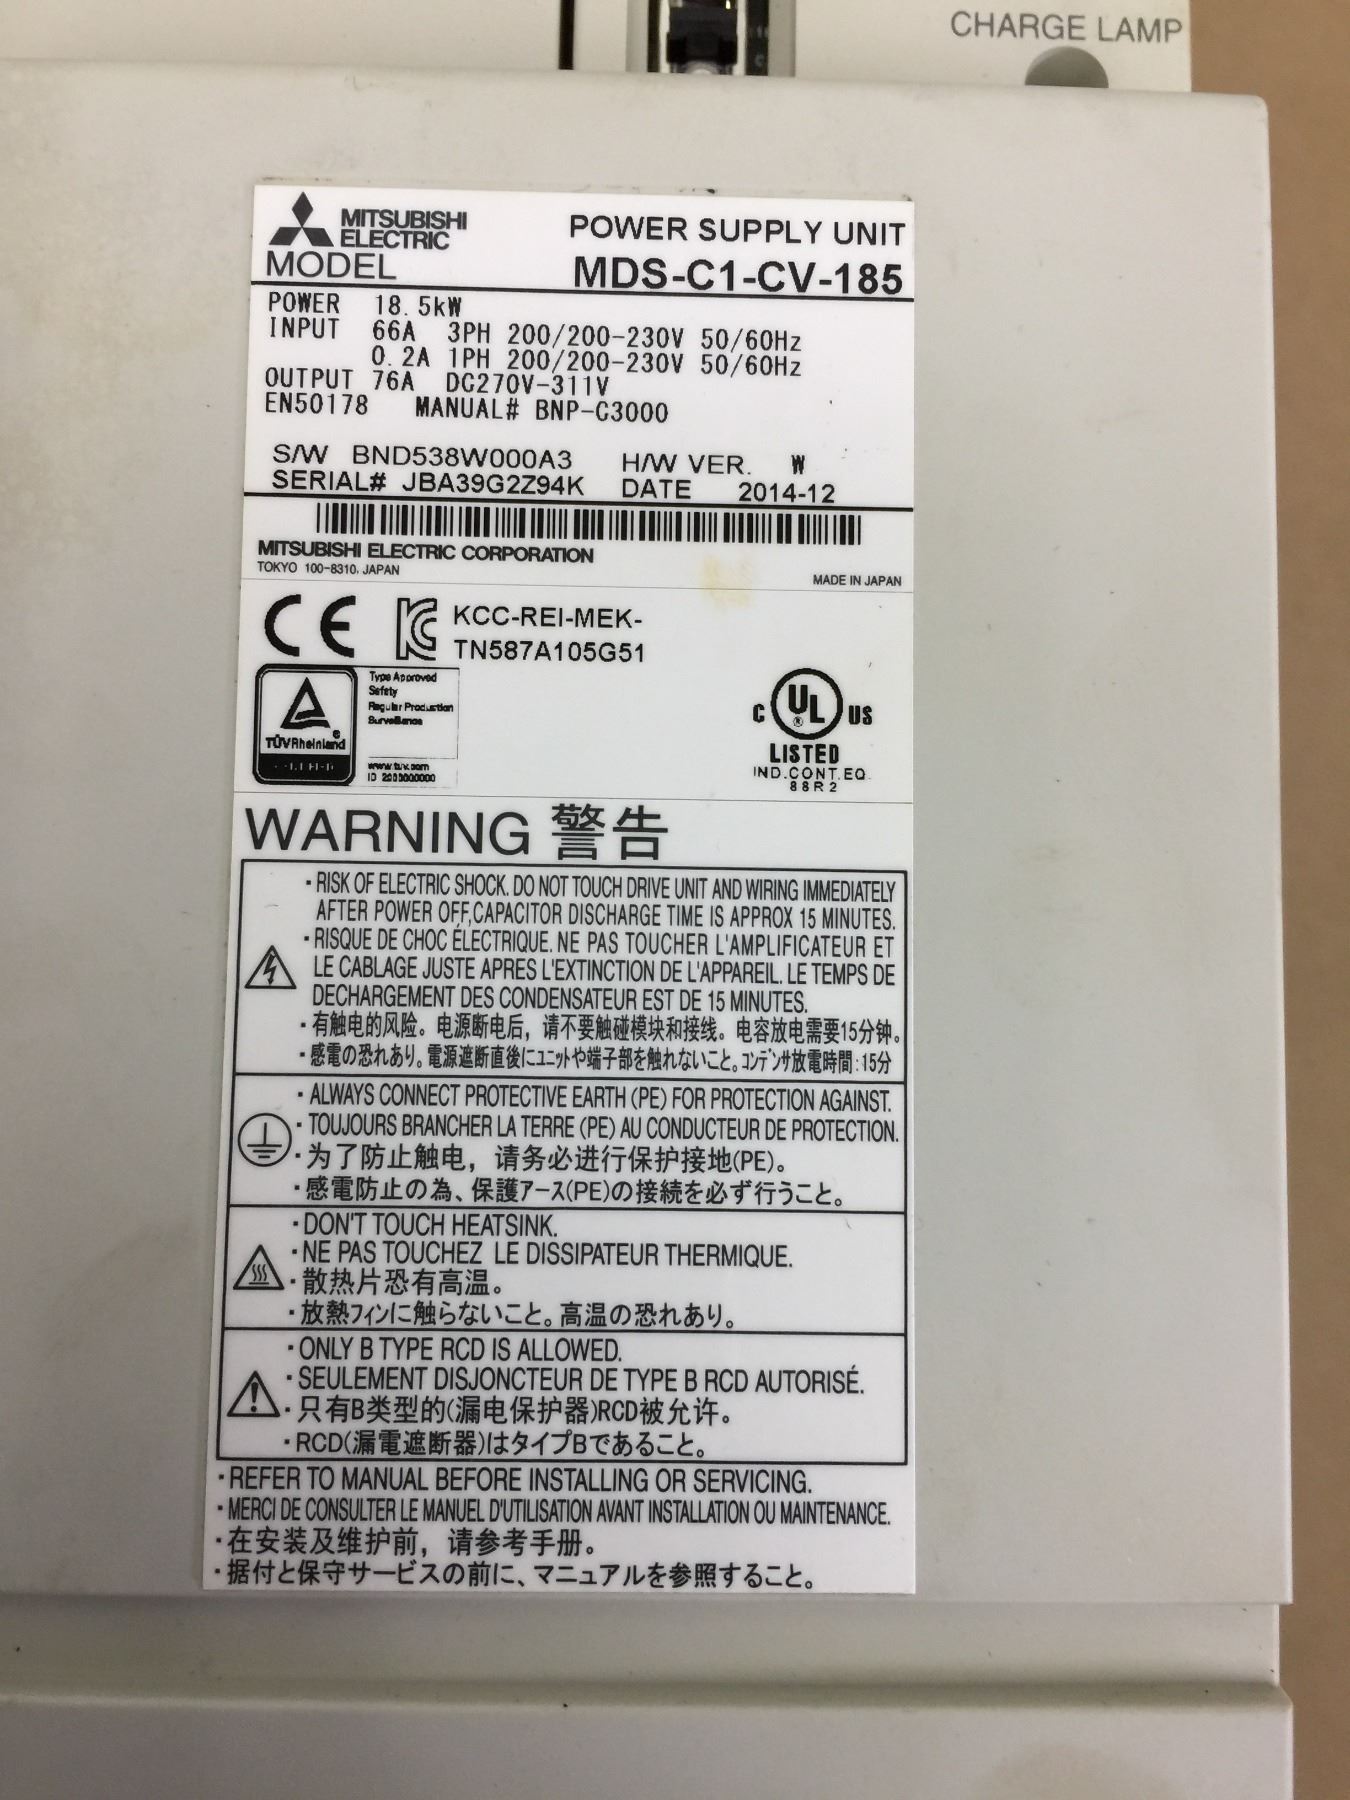 CHARGE LAMP
MITSUBISHI
ELECTRIC
POWER SUPPLY UNIT
MODEL MDS-C1-CV-185
POWER 18.5kW
INPUT 66A 3PH 200/200-230V 50/60Hz
0.2A 1PH 200/200-230V 50/60Hz
OUTPUT 76A DC270V-311V
EN50178 MANUAL# BNP-C3000
S/W BND538W000A3 H/W VER. W
SERIAL# JBA39G2Z94K DATE 2014-12
MITSUBISHI ELECTRIC CORPORATION
TOKYO 100-8310, JAPAN MADE IN JAPAN
CE KC KCC-REI-MEK-
TN587A105G51
Type Approved
Safety
Regular Production
Surveillance
TÜVRheinland
www.tuv.com
ID 2000000000
C UL ® US
LISTED
IND.CONT.EQ.
88R2
WARNING 警告
・RISK OF ELECTRIC SHOCK. DO NOT TOUCH DRIVE UNIT AND WIRING IMMEDIATELY
AFTER POWER OFF,CAPACITOR DISCHARGE TIME IS APPROX 15 MINUTES.
・RISQUE DE CHOC ÉLECTRIQUE. NE PAS TOUCHER L'AMPLIFICATEUR ET
LE CABLAGE JUSTE APRES L'EXTINCTION DE L'APPAREIL. LE TEMPS DE
DECHARGEMENT DES CONDENSATEUR EST DE 15 MINUTES.
・有触电的风险。电源断电后，请不要触碰模块和接线。电容放电需要15分钟。
・感電の恐れあり。電源遮断直後にユニットや端子部を触れないこと。コンデンサ放電時間：15分
・ALWAYS CONNECT PROTECTIVE EARTH (PE) FOR PROTECTION AGAINST.
・TOUJOURS BRANCHER LA TERRE (PE) AU CONDUCTEUR DE PROTECTION.
・为了防止触电，请务必进行保护接地(PE)。
・感電防止の為、保護アース(PE)の接続を必ず行うこと。
・DON'T TOUCH HEATSINK.
・NE PAS TOUCHEZ LE DISSIPATEUR THERMIQUE.
・散热片恐有高温。
・放熱フィンに触らないこと。高温の恐れあり。
・ONLY B TYPE RCD IS ALLOWED.
・SEULEMENT DISJONCTEUR DE TYPE B RCD AUTORISÉ.
・只有B类型的(漏电保护器)RCD被允许。
・RCD(漏電遮断器)はタイプBであること。
・REFER TO MANUAL BEFORE INSTALLING OR SERVICING.
・MERCI DE CONSULTER LE MANUEL D'UTILISATION AVANT INSTALLATION OU MAINTENANCE.
・在安装及维护前，请参考手册。
・据付と保守サービスの前に、マニュアルを参照すること。